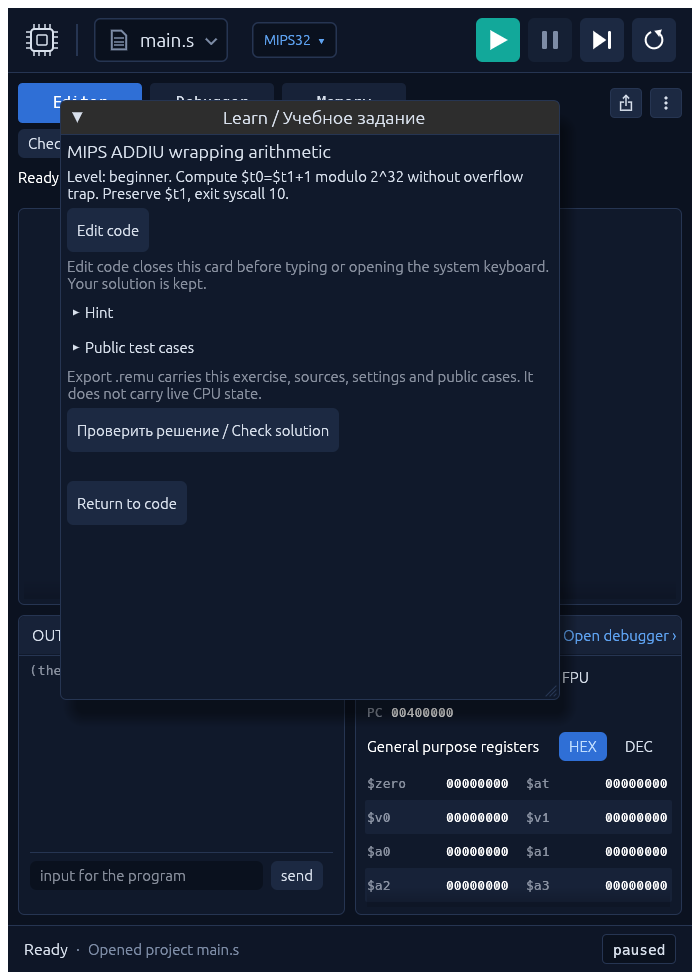 main.s
MIPS32 ▾
Ready
▼ Learn / Учебное задание
MIPS ADDIU wrapping arithmetic
Level: beginner. Compute $t0=$t1+1 modulo 2^32 without overflow
trap. Preserve $t1, exit syscall 10.
Edit code
Edit code closes this card before typing or opening the system keyboard.
Your solution is kept.
▸ Hint
▸ Public test cases
Export .remu carries this exercise, sources, settings and public cases. It
does not carry live CPU state.
Проверить решение / Check solution
Return to code
Open debugger ›
FPU
PC 00400000
General purpose registers HEX DEC
$zero 00000000 $at 00000000
$v0 00000000 $v1 00000000
$a0 00000000 $a1 00000000
$a2 00000000 $a3 00000000
input for the program send
Ready · Opened project main.s
paused